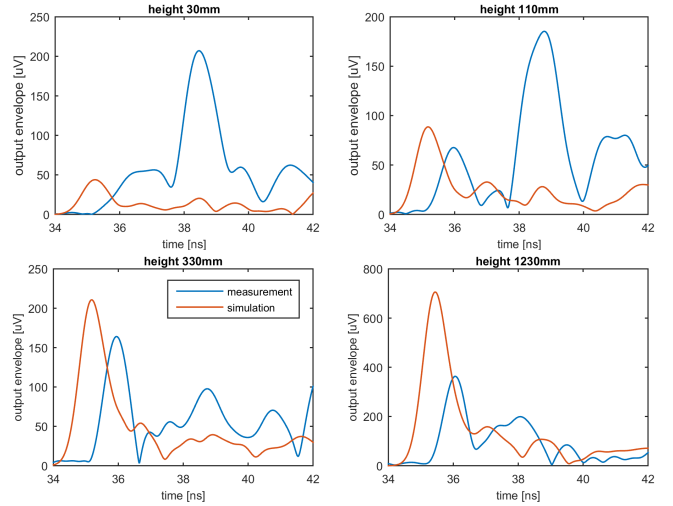 height 30mm
output envelope [uV]
250
200
150
100
50
0
34 36 38 40 42
time [ns]
height 110mm
output envelope [uV]
200
150
100
50
0
34 36 38 40 42
time [ns]
height 330mm
output envelope [uV]
250
200
150
100
50
0
34 36 38 40 42
time [ns]
measurement
simulation
height 1230mm
output envelope [uV]
800
600
400
200
0
34 36 38 40 42
time [ns]